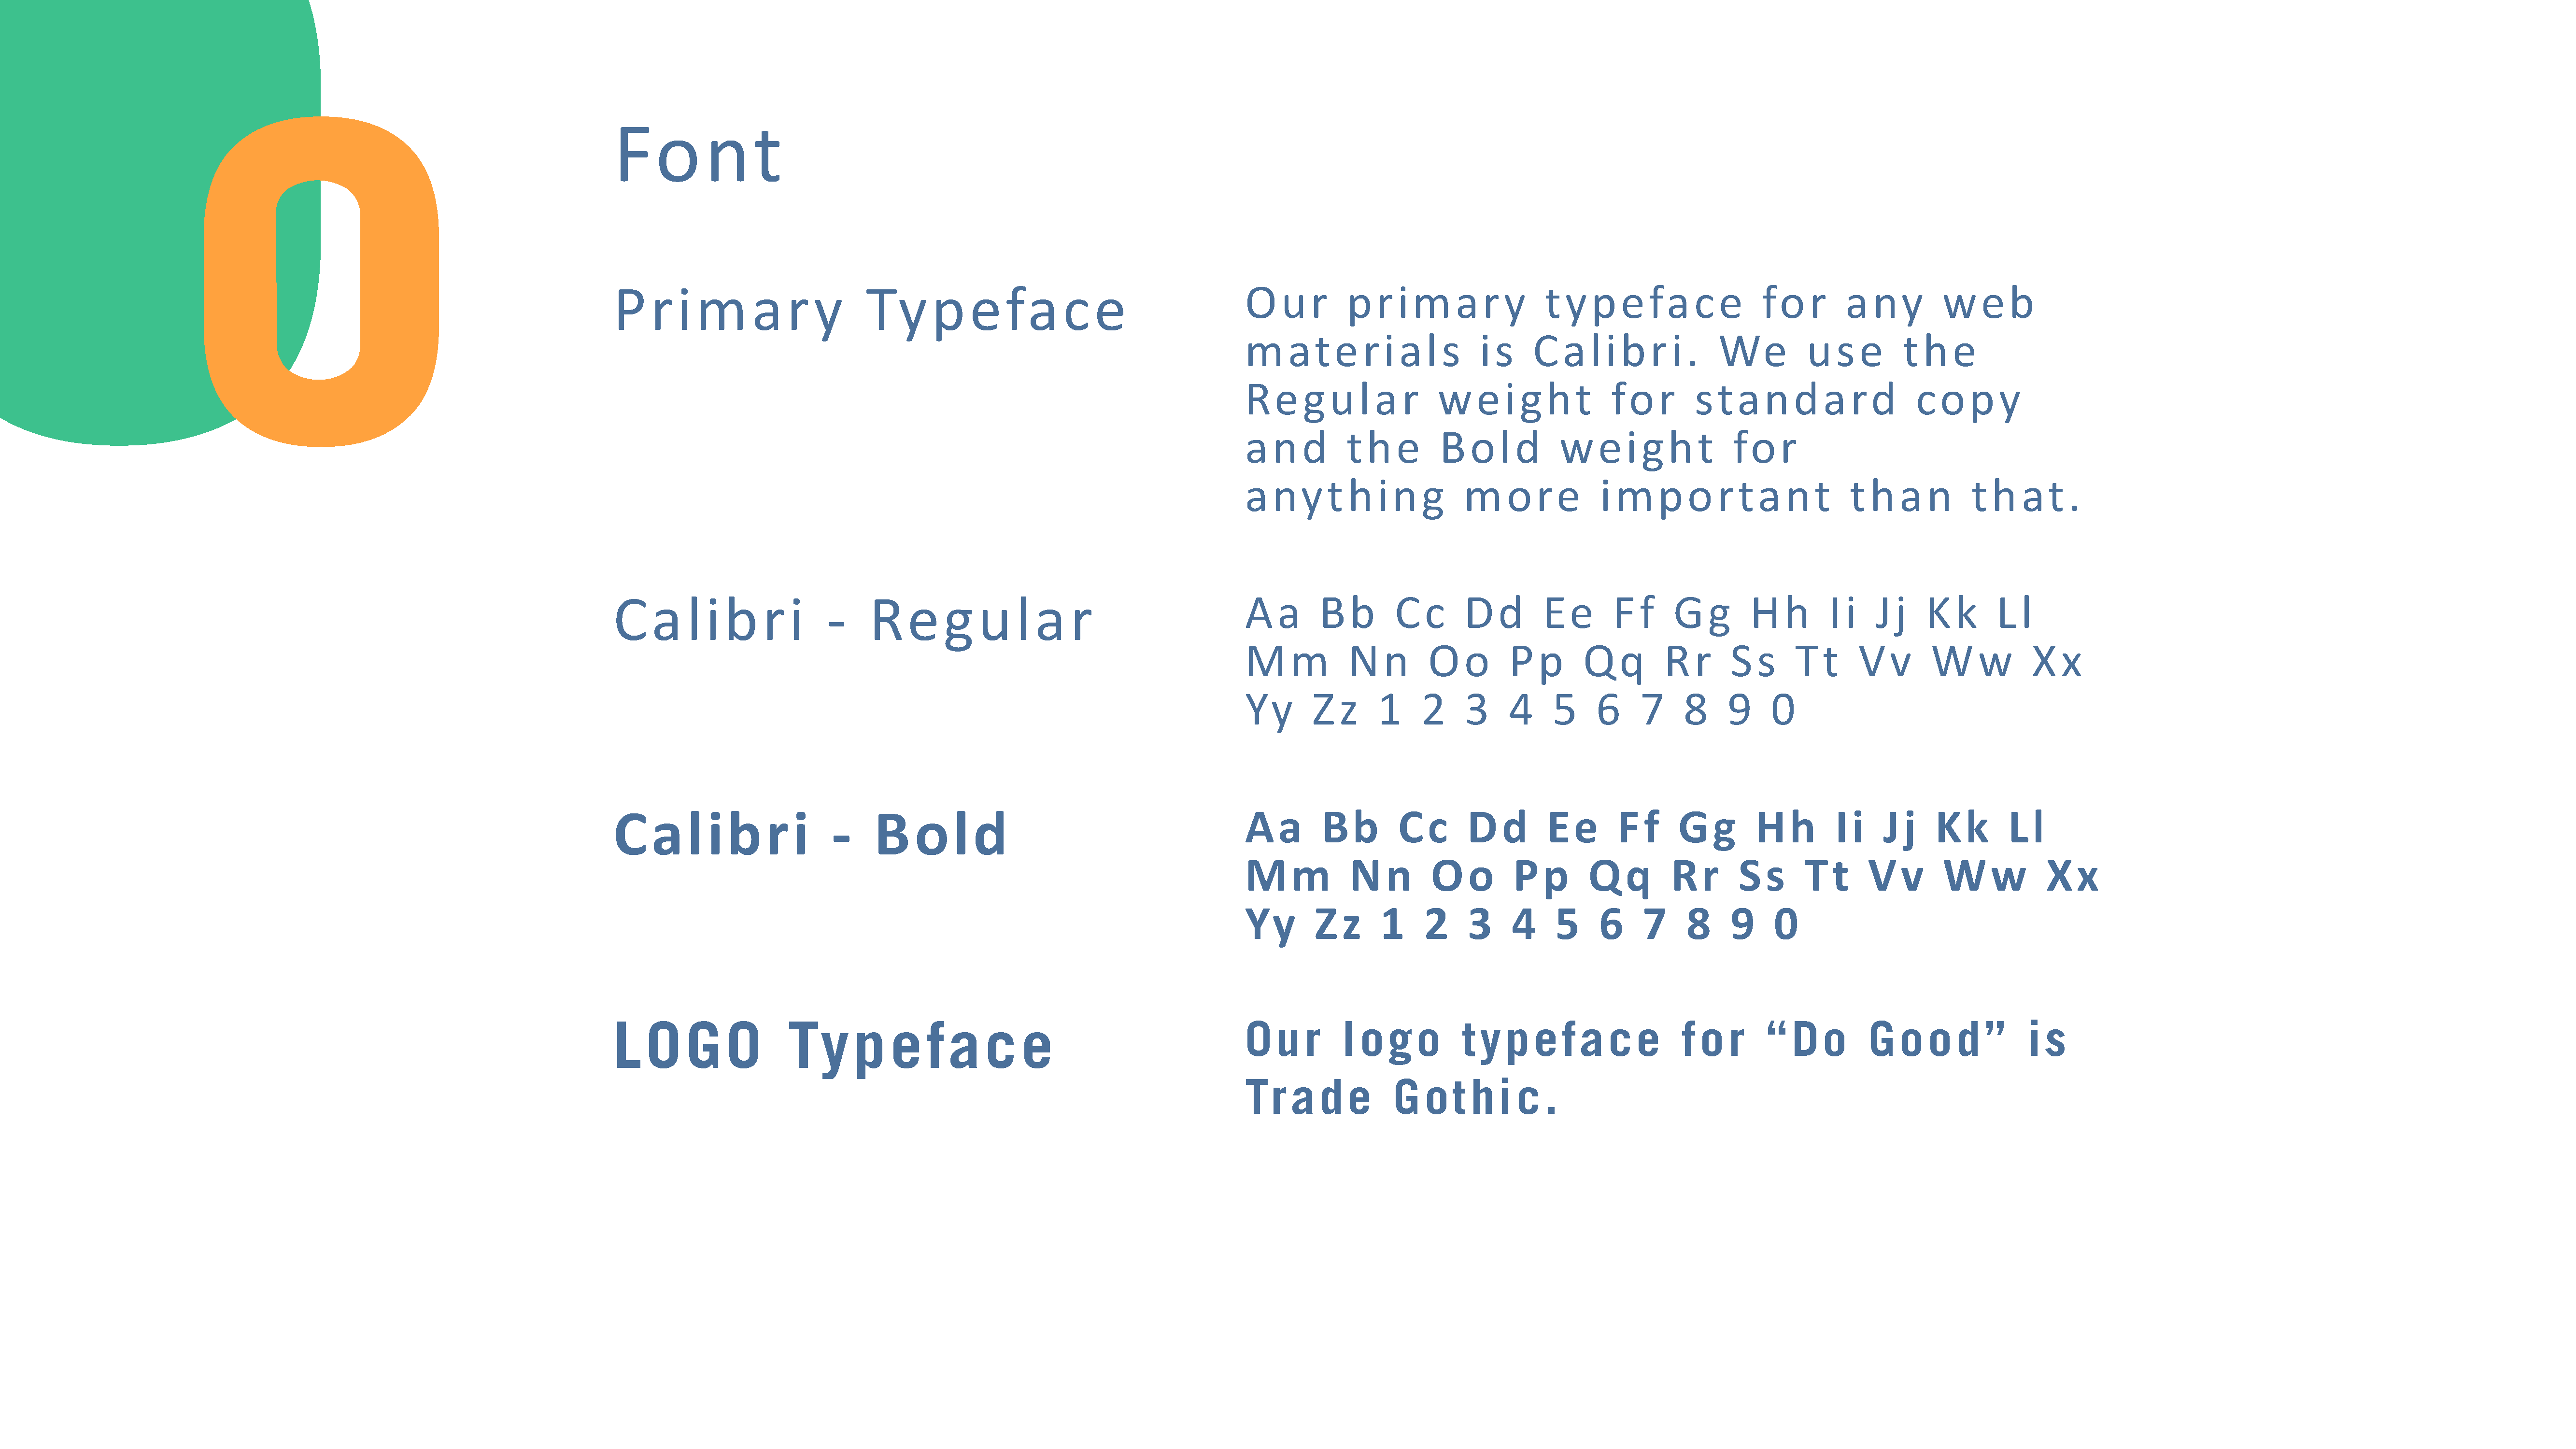 Font
Primary Typeface
Our primary typeface for any web
materials is Calibri. We use the
Regular weight for standard copy
and the Bold weight for
anything more important than that.
Calibri - Regular
Aa Bb Cc Dd Ee Ff Gg Hh Ii Jj Kk Ll
Mm Nn Oo Pp Qq Rr Ss Tt Vv Ww Xx
Yy Zz 1 2 3 4 5 6 7 8 9 0
Calibri - Bold
Aa Bb Cc Dd Ee Ff Gg Hh Ii Jj Kk Ll
Mm Nn Oo Pp Qq Rr Ss Tt Vv Ww Xx
Yy Zz 1 2 3 4 5 6 7 8 9 0
LOGO Typeface
Our logo typeface for “Do Good” is
Trade Gothic.